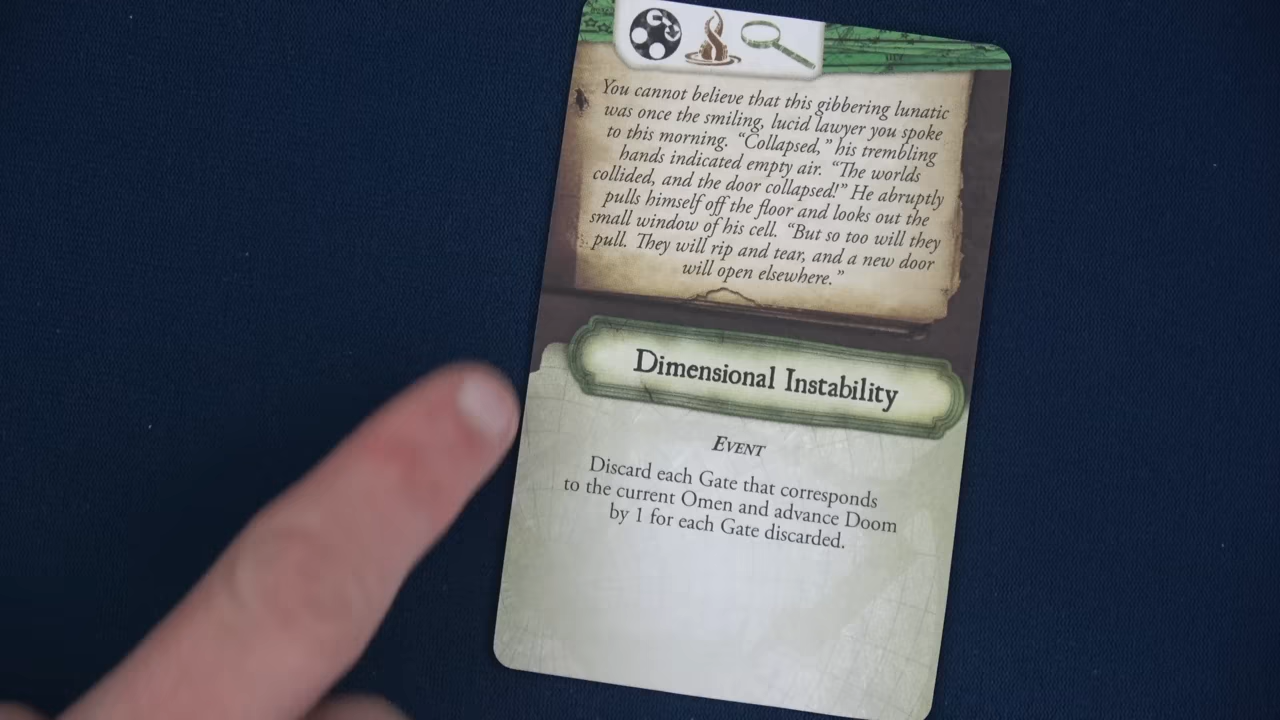 You cannot believe that this gibbering lunatic
was once the smiling, lucid lawyer you spoke
to this morning. “Collapsed,” his trembling
hands indicated empty air. “The worlds
collided, and the door collapsed!” He abruptly
pulls himself off the floor and looks out the
small window of his cell. “But so too will they
pull. They will rip and tear, and a new door
will open elsewhere.”
Dimensional Instability
Event
Discard each Gate that corresponds
to the current Omen and advance Doom
by 1 for each Gate discarded.